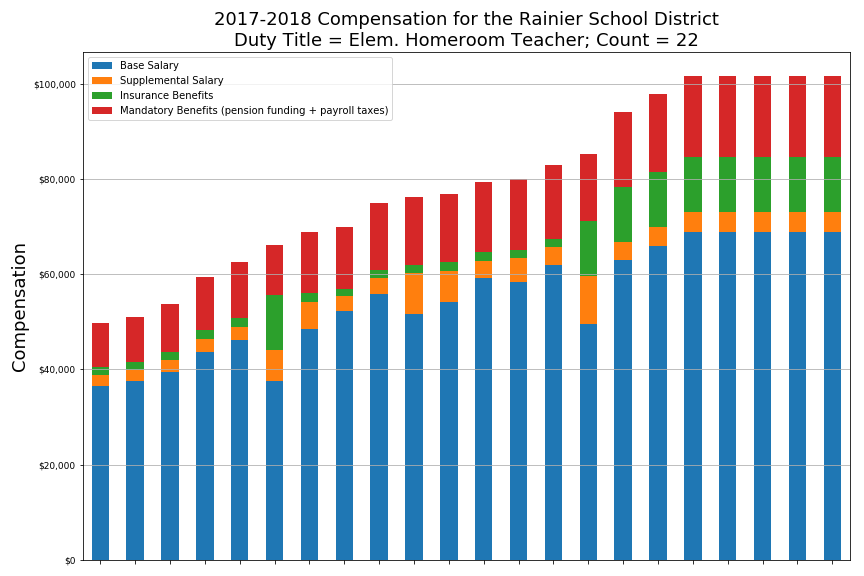 2017-2018 Compensation for the Rainier School District
Duty Title = Elem. Homeroom Teacher; Count = 22
Base Salary
Supplemental Salary
Insurance Benefits
Mandatory Benefits (pension funding + payroll taxes)
$100,000
$80,000
$60,000
$40,000
$20,000
$0
Compensation